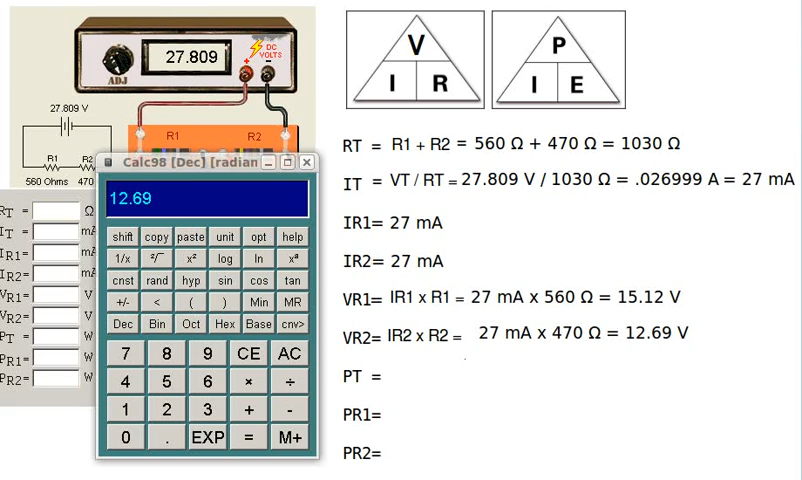 27.809
DC
VOLTS
+ -
ADJ
27.809 V
R1 R2
R1 R2
560 Ohms 470
Calc98 [Dec] [radian
12.69
shift copy paste unit opt help
1/x ²/‾ x² log ln xª
cnst rand hyp sin cos tan
+/- < ( ) Min MR
Dec Bin Oct Hex Base cnv>
7 8 9 CE AC
4 5 6 × ÷
1 2 3 + -
0 . EXP = M+
RT = Ω
IT = mA
IR1 = mA
IR2 = mA
VR1 = V
VR2 = V
PT = W
PR1 = W
PR2 = W
V
I R
P
I E
RT = R1 + R2 = 560 Ω + 470 Ω = 1030 Ω
IT = VT / RT = 27.809 V / 1030 Ω = .026999 A = 27 mA
IR1= 27 mA
IR2= 27 mA
VR1= IR1 x R1 = 27 mA x 560 Ω = 15.12 V
VR2= IR2 x R2 = 27 mA x 470 Ω = 12.69 V
PT =
PR1=
PR2=